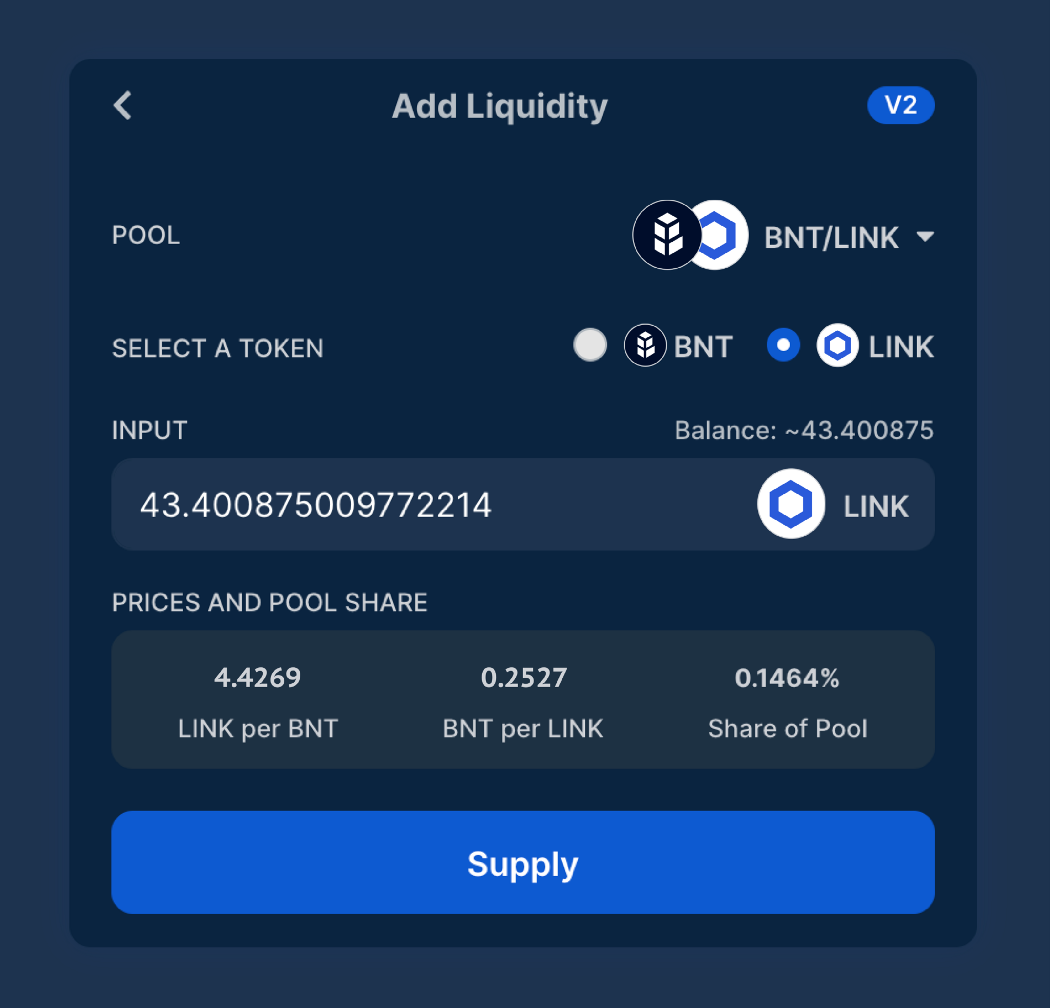 Add Liquidity V2
POOL BNT/LINK
SELECT A TOKEN BNT LINK
INPUT Balance: ~43.400875
43.400875009772214 LINK
PRICES AND POOL SHARE
4.4269 0.2527 0.1464%
LINK per BNT BNT per LINK Share of Pool
Supply